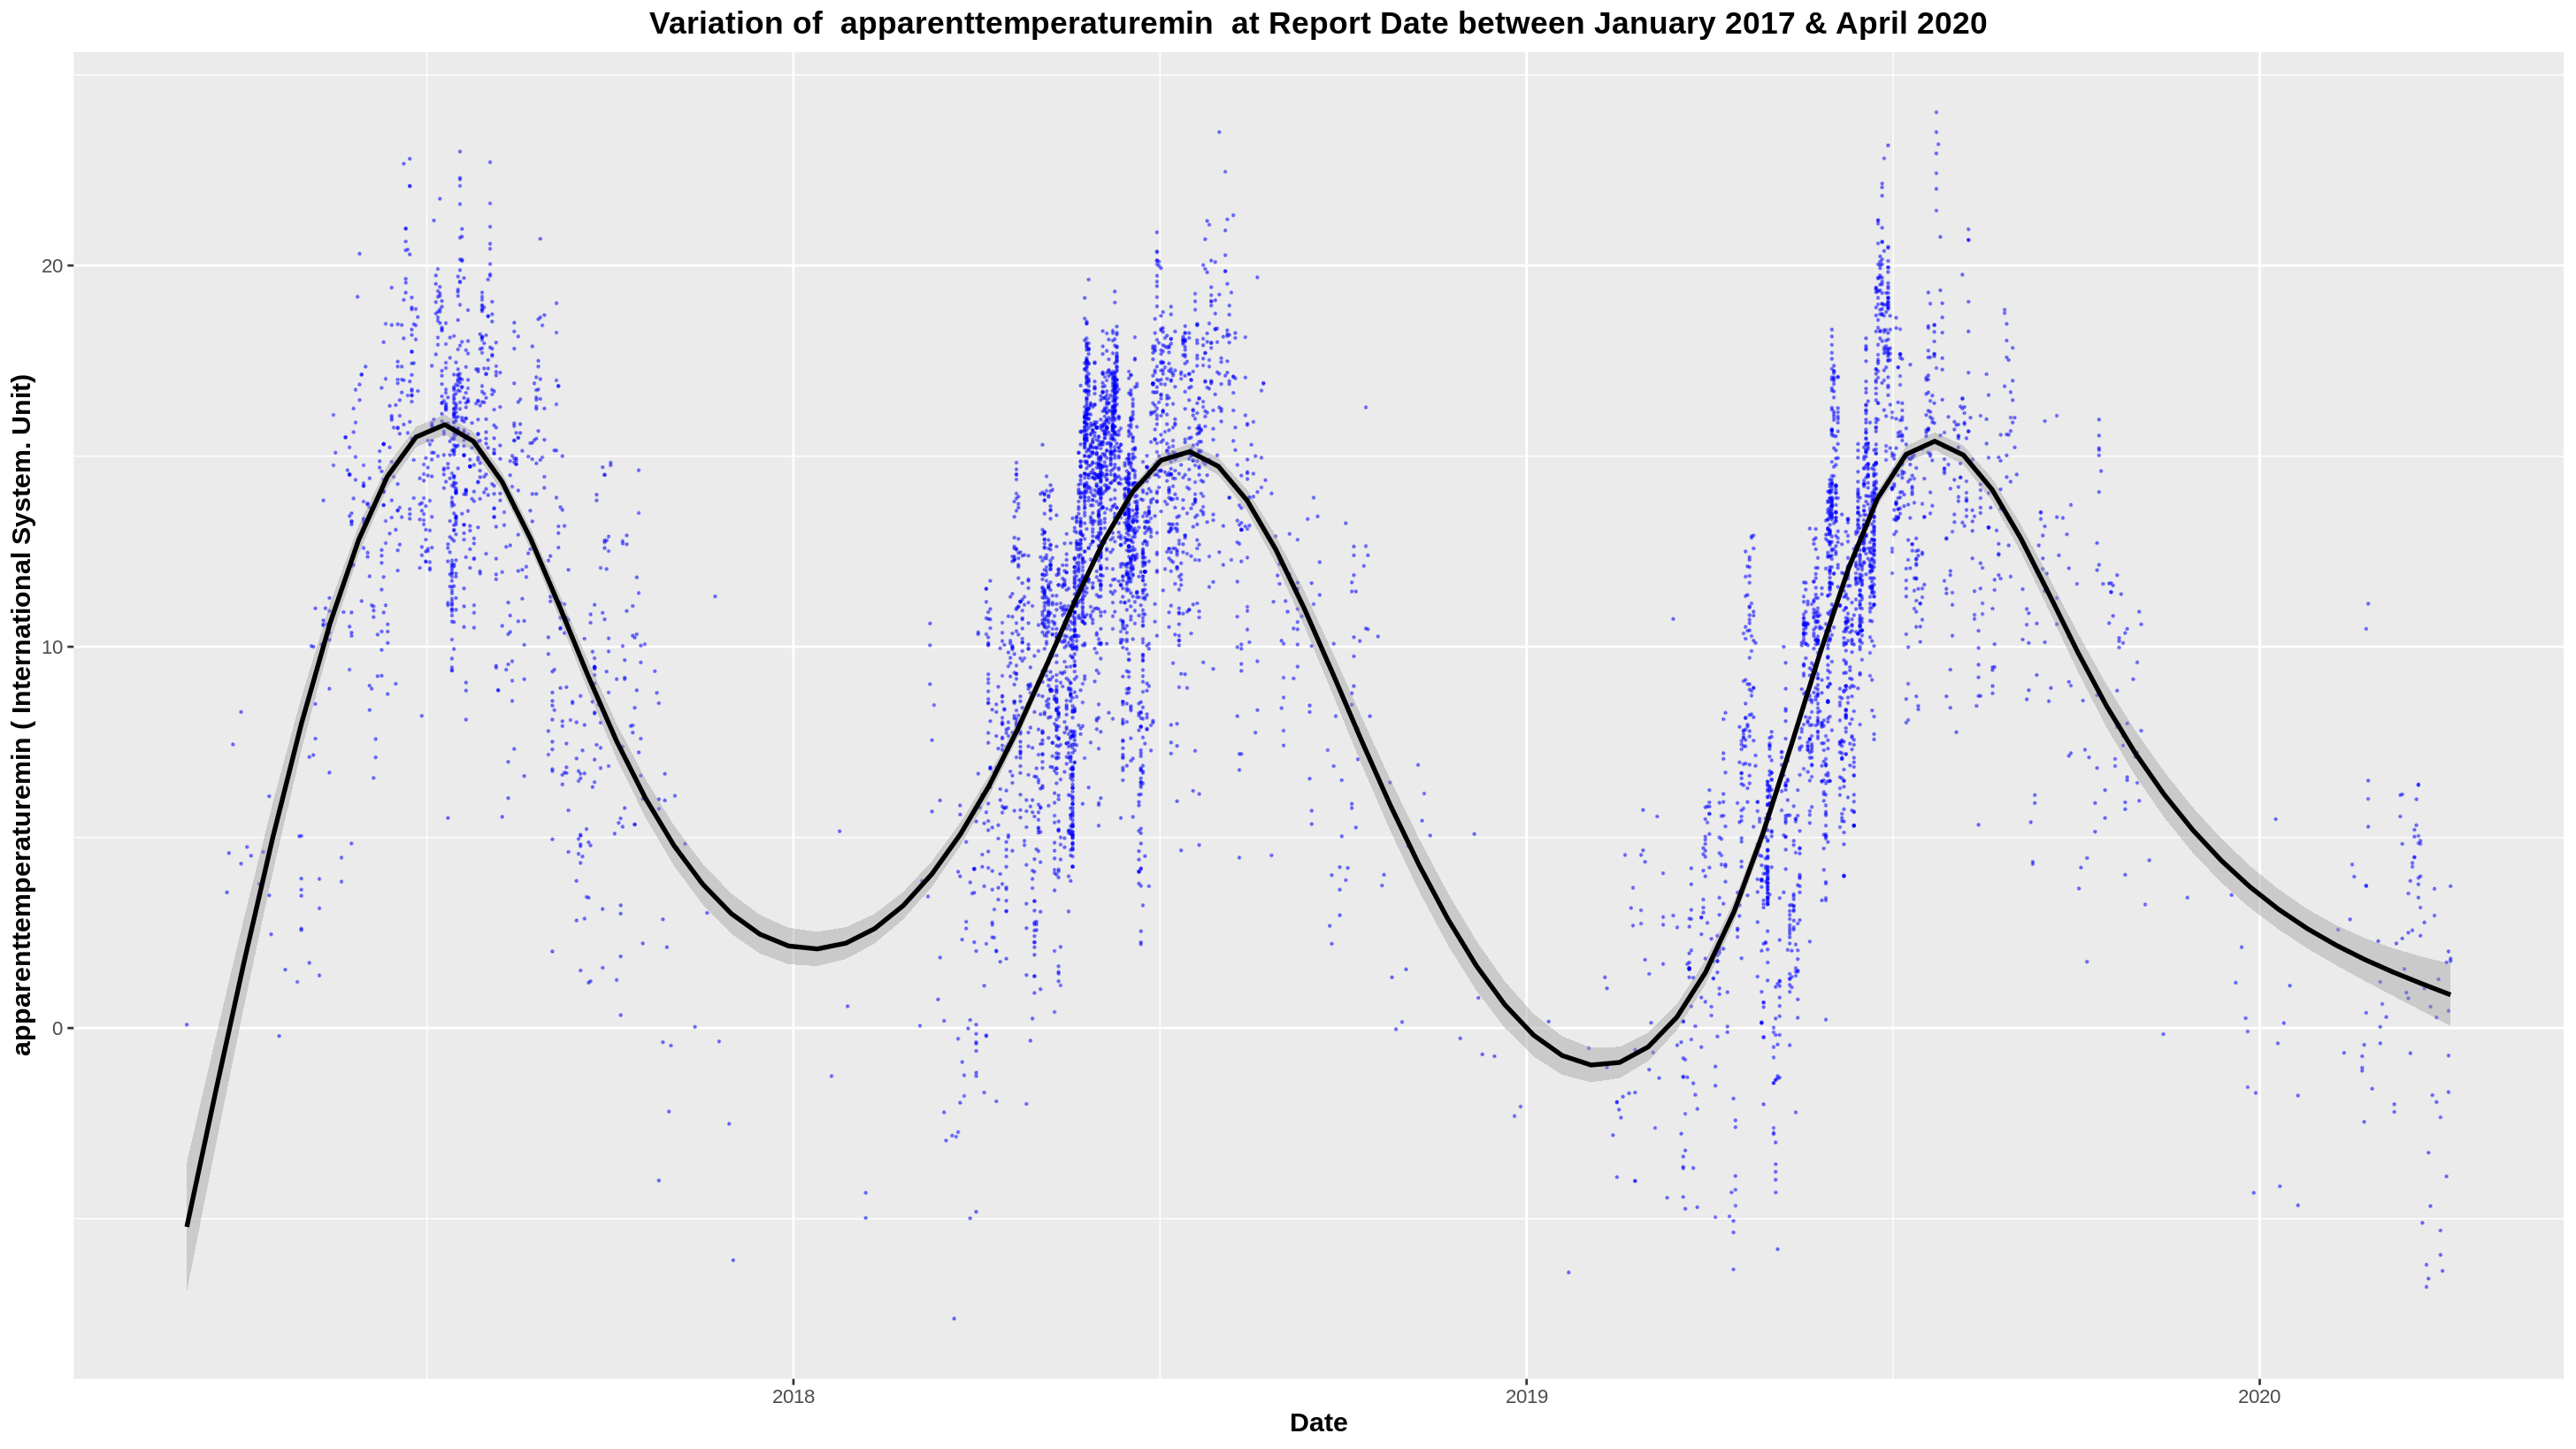 Variation of  apparenttemperaturemin  at Report Date between January 2017 & April 2020
apparenttemperaturemin ( International System. Unit)
20
10
0
2018
2019
2020
Date